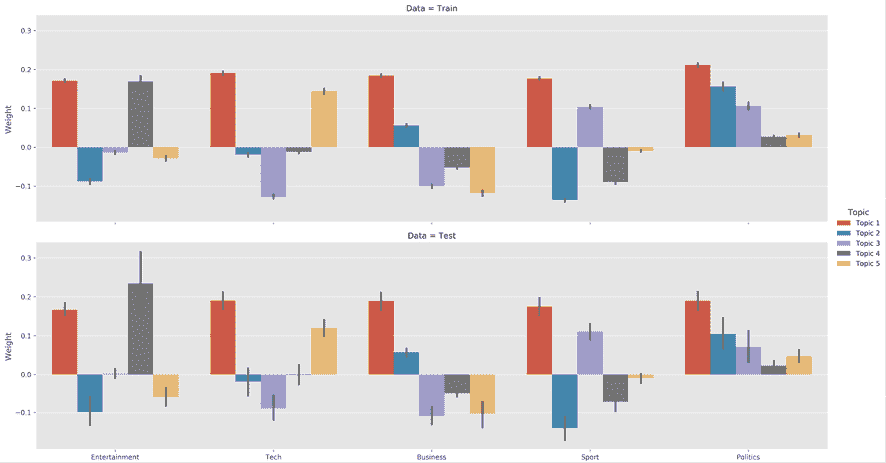 Data = Train
0.3
0.2
0.1
0.0
−0.1
Weight
Data = Test
0.3
0.2
0.1
0.0
−0.1
Weight
Entertainment Tech Business Sport Politics
Topic
Topic 1
Topic 2
Topic 3
Topic 4
Topic 5